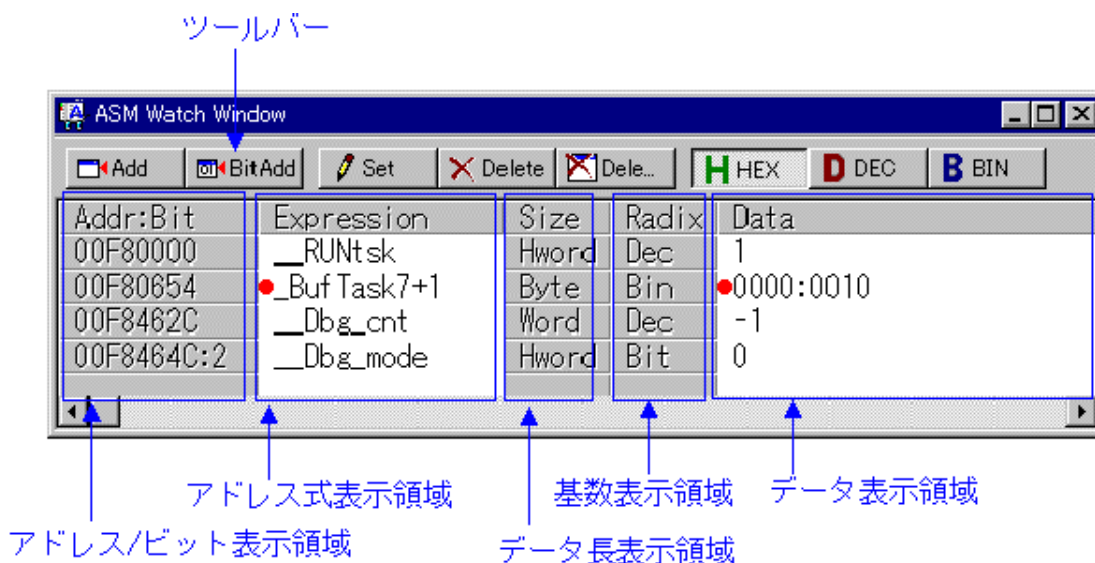 ツールバー
ASM Watch Window
Add BitAdd Set Delete Dele... H HEX D DEC B BIN
Addr:Bit Expression Size Radix Data
00F80000 __RUNtsk Hword Dec 1
00F80654 _BufTask7+1 Byte Bin 0000:0010
00F8462C __Dbg_cnt Word Dec -1
00F8464C:2 __Dbg_mode Hword Bit 0
アドレス式表示領域 基数表示領域 データ表示領域
アドレス/ビット表示領域 データ長表示領域